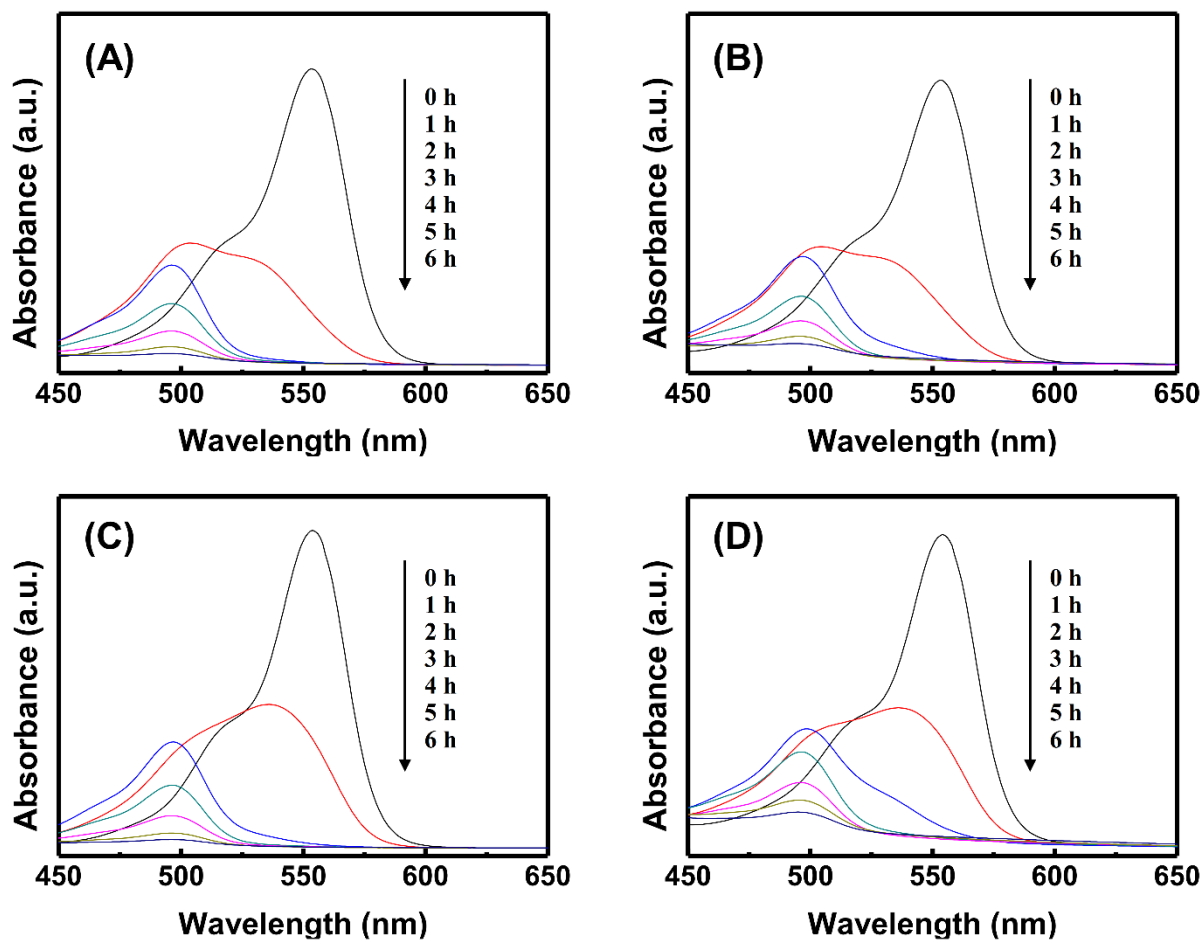 (A)
Absorbance (a.u.)
0 h
1 h
2 h
3 h
4 h
5 h
6 h
450 500 550 600 650
Wavelength (nm)
(B)
Absorbance (a.u.)
0 h
1 h
2 h
3 h
4 h
5 h
6 h
450 500 550 600 650
Wavelength (nm)
(C)
Absorbance (a.u.)
0 h
1 h
2 h
3 h
4 h
5 h
6 h
450 500 550 600 650
Wavelength (nm)
(D)
Absorbance (a.u.)
0 h
1 h
2 h
3 h
4 h
5 h
6 h
450 500 550 600 650
Wavelength (nm)